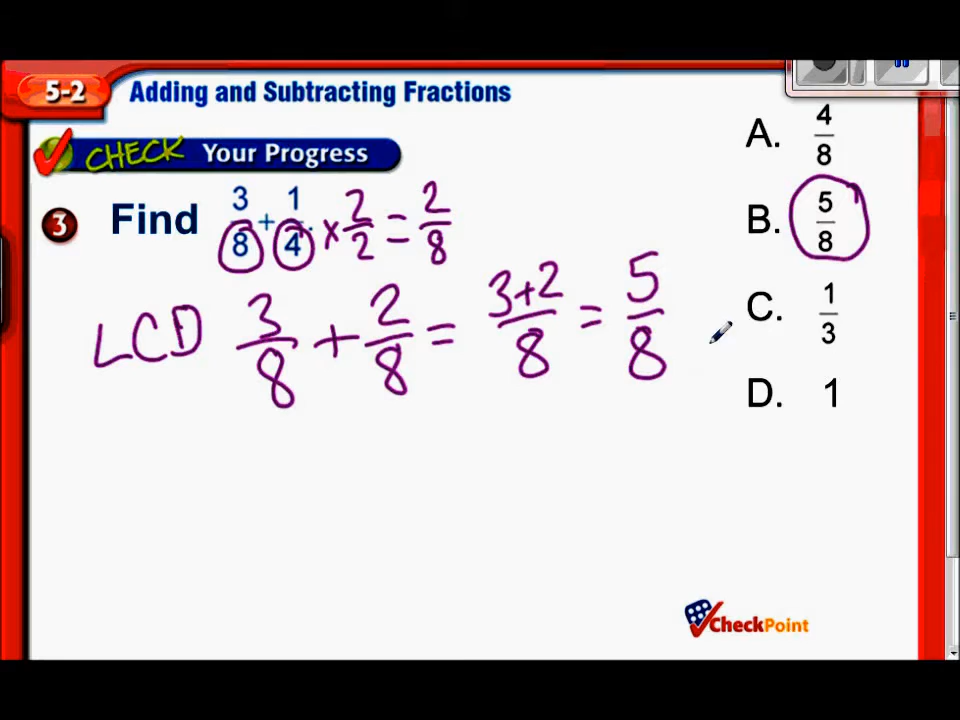 5-2 Adding and Subtracting Fractions
CHECK Your Progress
3 Find 3/8 + 1/4. × 2/2 = 2/8
LCD 3/8 + 2/8 = 3+2/8 = 5/8
A. 4/8
B. 5/8
C. 1/3
D. 1
CheckPoint